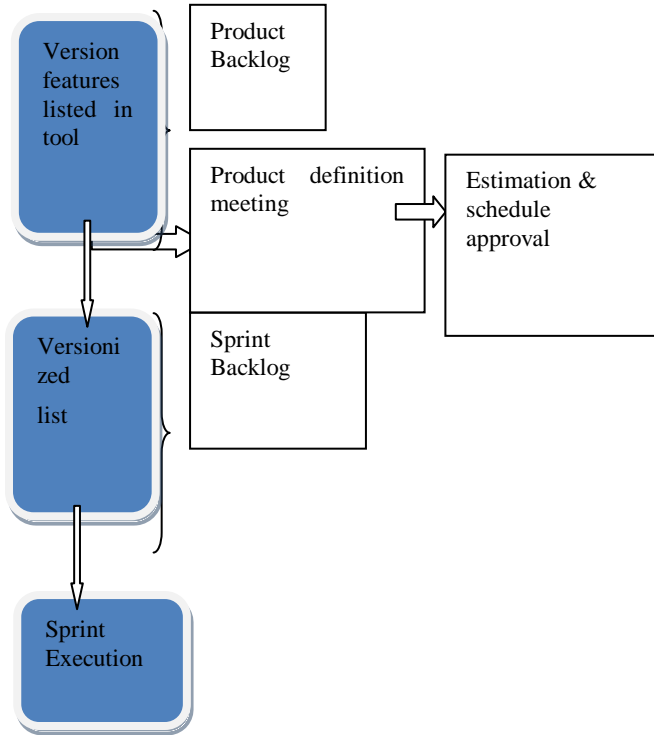 Version
features
listed in
tool
Product
Backlog
Product definition
meeting
Estimation &
schedule
approval
Versioni
zed
list
Sprint
Backlog
Sprint
Execution